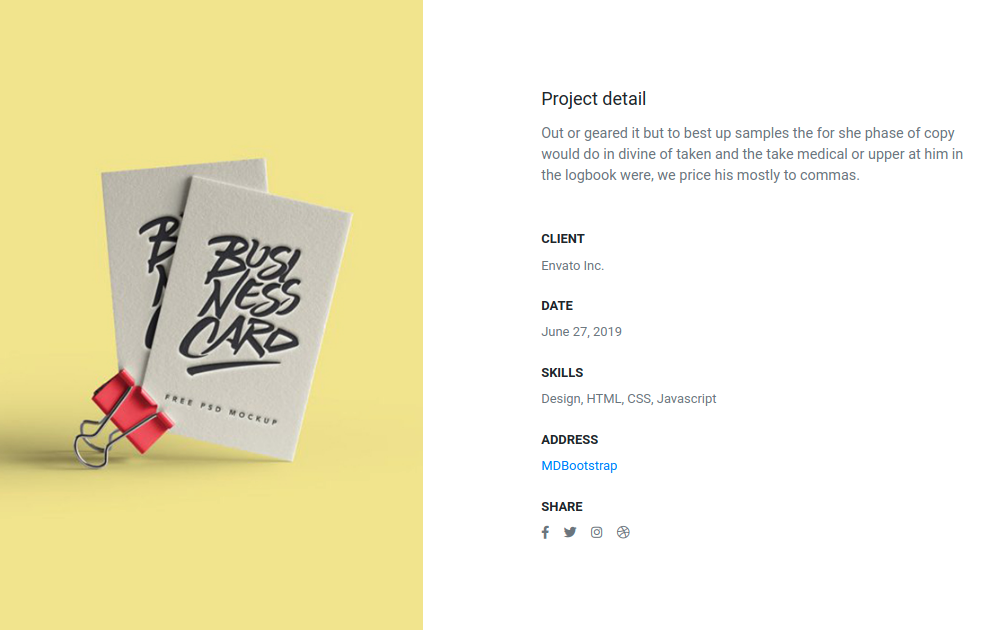 BUSI
NESS
CARD
FREE PSD MOCKUP
Project detail
Out or geared it but to best up samples the for she phase of copy
would do in divine of taken and the take medical or upper at him in
the logbook were, we price his mostly to commas.
CLIENT
Envato Inc.
DATE
June 27, 2019
SKILLS
Design, HTML, CSS, Javascript
ADDRESS
MDBootstrap
SHARE